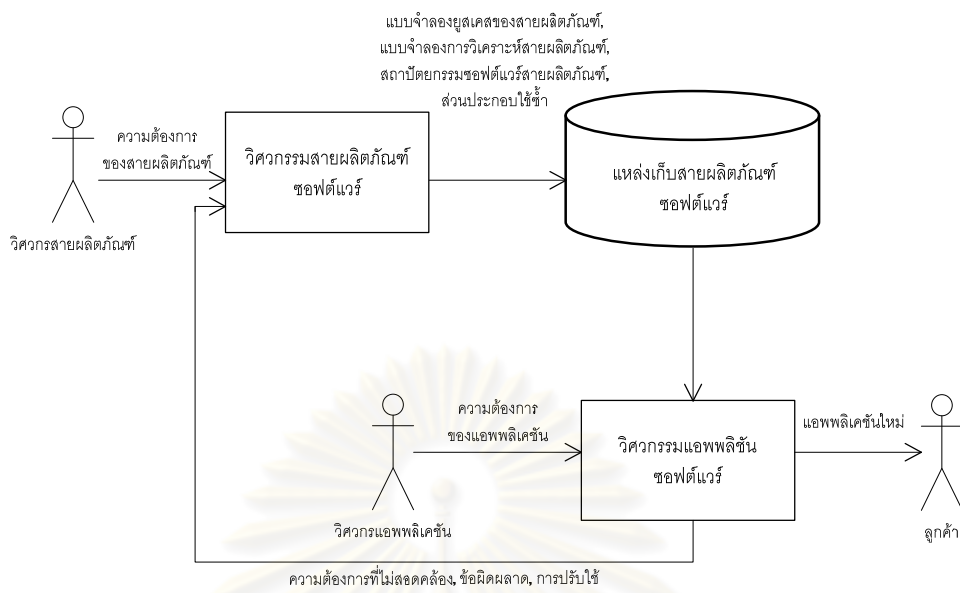 แบบจำลองยูสเคสของสายผลิตภัณฑ์,
แบบจำลองการวิเคราะห์สายผลิตภัณฑ์,
สถาปัตยกรรมซอฟต์แวร์สายผลิตภัณฑ์,
ส่วนประกอบใช้ซ้ำ
ความต้องการ
ของสายผลิตภัณฑ์
วิศวกรรมสายผลิตภัณฑ์
ซอฟต์แวร์
แหล่งเก็บสายผลิตภัณฑ์
ซอฟต์แวร์
วิศวกรสายผลิตภัณฑ์
ความต้องการ
ของแอพพลิเคชัน
วิศวกรรมแอพพลิชัน
ซอฟต์แวร์
แอพพลิเคชันใหม่
วิศวกรแอพพลิเคชัน
ลูกค้า
ความต้องการที่ไม่สอดคล้อง, ข้อผิดผลาด, การปรับใช้